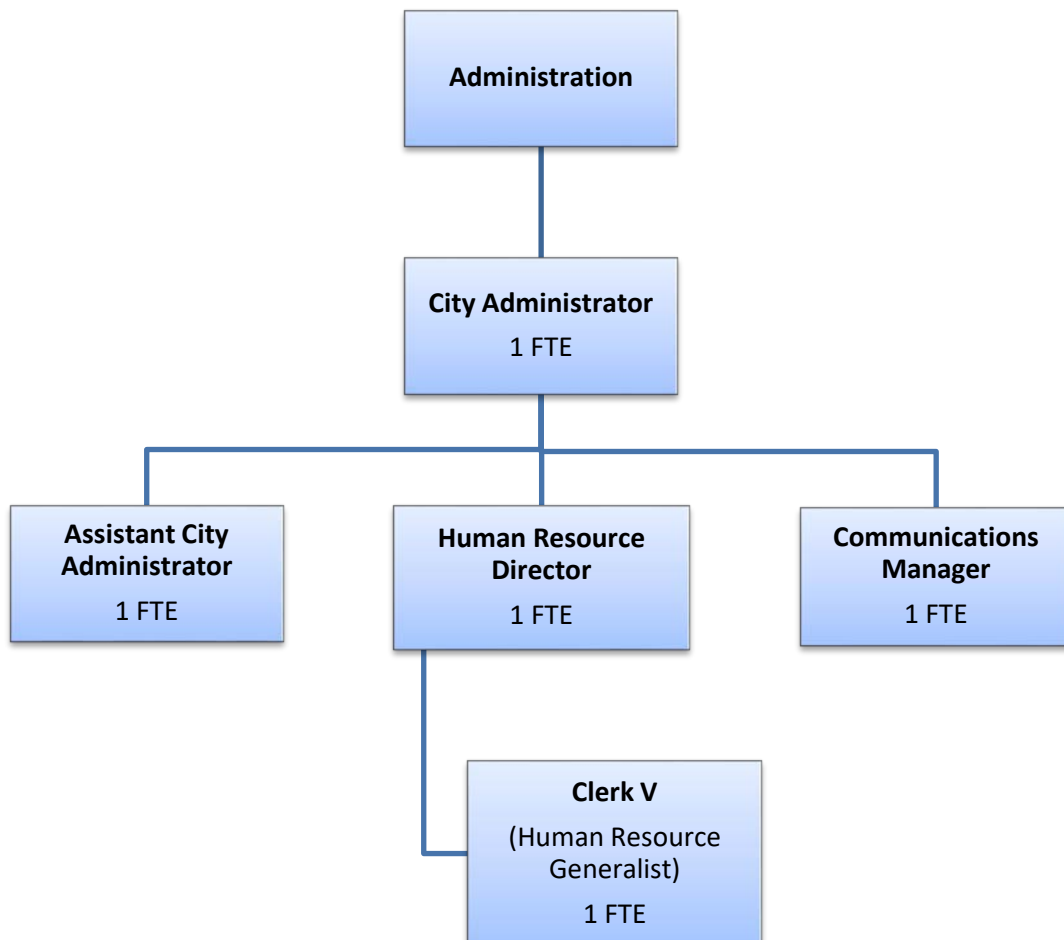 Administration
City Administrator
1 FTE
Assistant City
Administrator
1 FTE
Human Resource
Director
1 FTE
Communications
Manager
1 FTE
Clerk V
(Human Resource
Generalist)
1 FTE